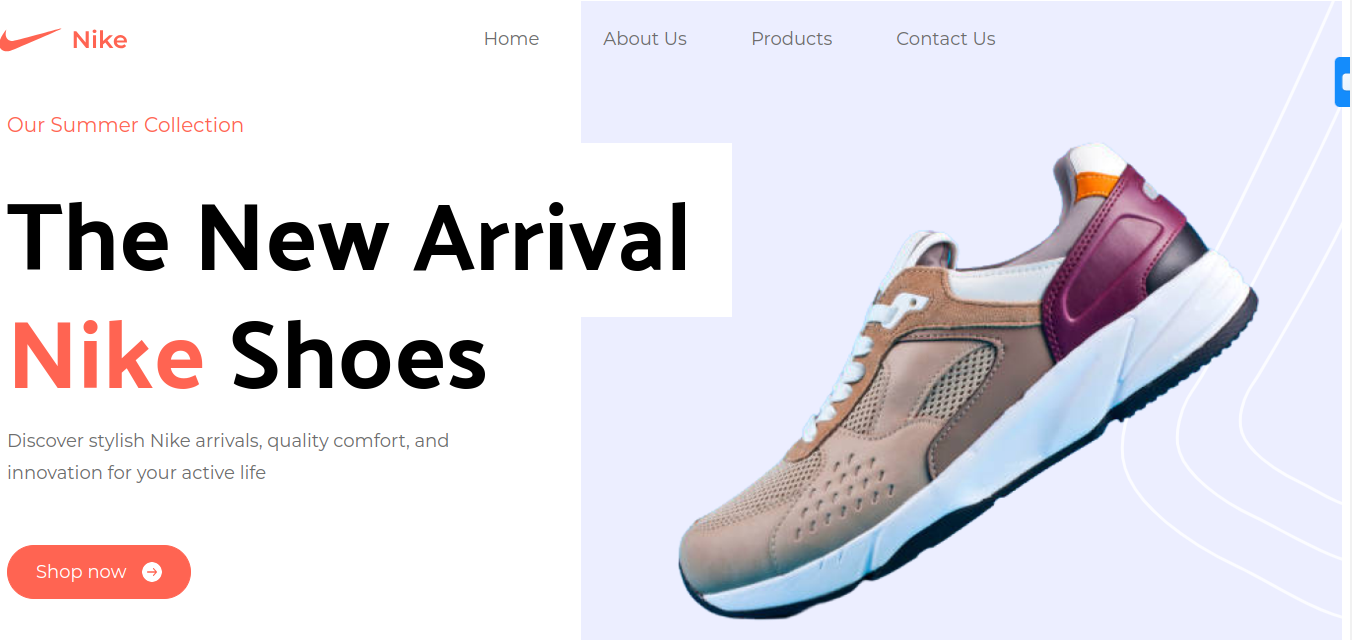 Nike
Home About Us Products Contact Us
Our Summer Collection
The New Arrival
Nike Shoes
Discover stylish Nike arrivals, quality comfort, and
innovation for your active life
Shop now